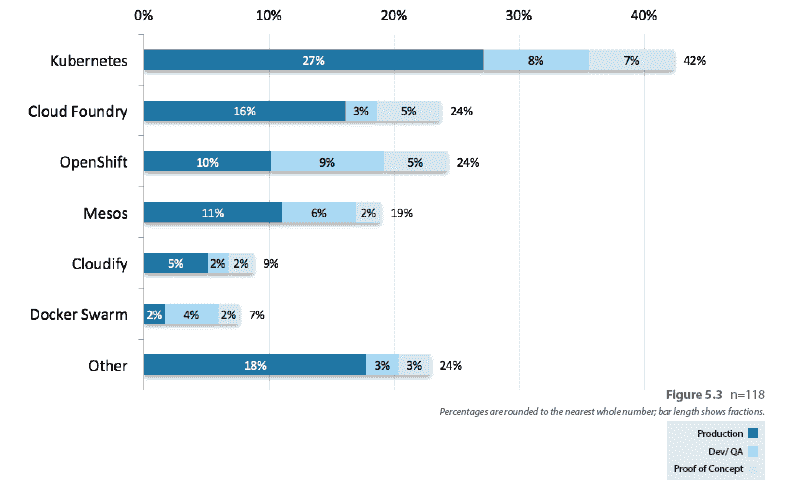 0% 10% 20% 30% 40%
Kubernetes 27% 8% 7% 42%
Cloud Foundry 16% 3% 5% 24%
OpenShift 10% 9% 5% 24%
Mesos 11% 6% 2% 19%
Cloudify 5% 2% 2% 9%
Docker Swarm 2% 4% 2% 7%
Other 18% 3% 3% 24%
Figure 5.3 n=118
Percentages are rounded to the nearest whole number; bar length shows fractions.
Production
Dev/ QA
Proof of Concept